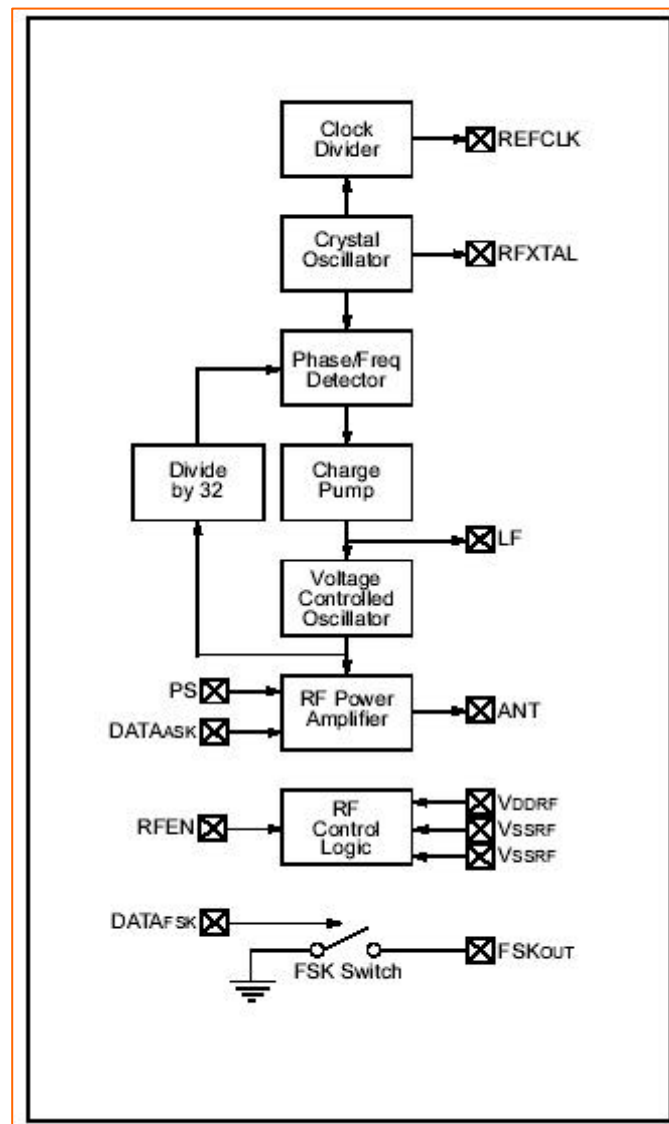 Clock
Divider
REFCLK
Crystal
Oscillator
RFXTAL
Phase/Freq
Detector
Divide
by 32
Charge
Pump
LF
Voltage
Controlled
Oscillator
PS
DATAASK
RF Power
Amplifier
ANT
RFEN
RF
Control
Logic
VDDRF
VSSRF
VSSRF
DATAFSK
FSK Switch
FSKOUT